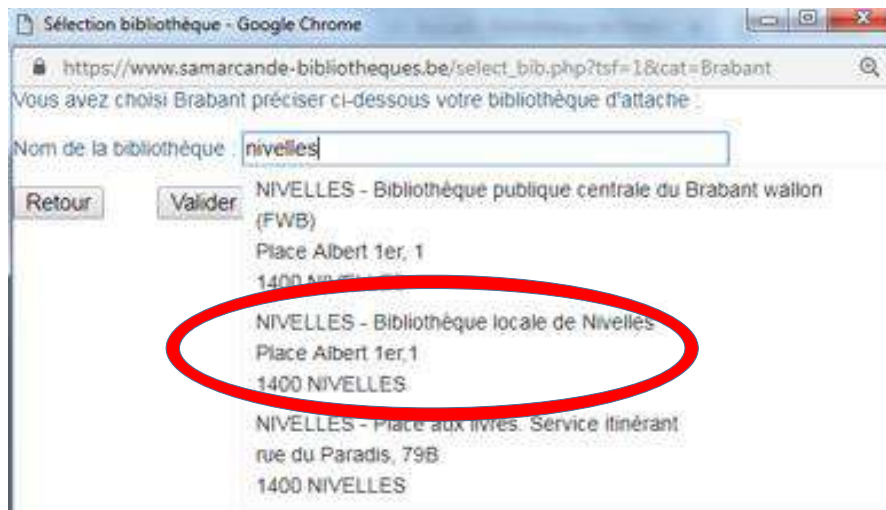 Sélection bibliothèque - Google Chrome
https://www.samarcande-bibliotheques.be/select_bib.php?tsf=1&cat=Brabant
Vous avez choisi Brabant préciser ci-dessous votre bibliothèque d'attache :
Nom de la bibliothèque : nivelles
Retour Valider
NIVELLES - Bibliothèque publique centrale du Brabant wallon
(FWB)
Place Albert 1er, 1
1400 NIVELLES
NIVELLES - Bibliothèque locale de Nivelles
Place Albert 1er,1
1400 NIVELLES
NIVELLES - Place aux livres. Service itinérant
rue du Paradis, 79B
1400 NIVELLES